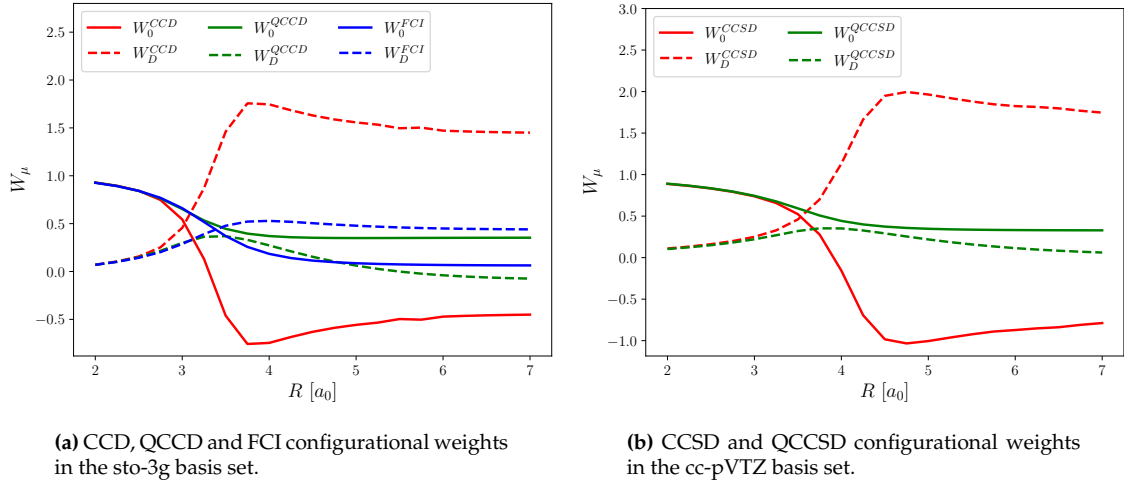 $W_0^{CCD}$ $W_0^{QCCD}$ $W_0^{FCI}$
$W_D^{CCD}$ $W_D^{QCCD}$ $W_D^{FCI}$
2.5
2.0
1.5
1.0
0.5
0.0
−0.5
$W_\mu$
2 3 4 5 6 7
$R$ [$a_0$]
(a) CCD, QCCD and FCI configurational weights
in the sto-3g basis set.
$W_0^{CCSD}$ $W_0^{QCCSD}$
$W_D^{CCSD}$ $W_D^{QCCSD}$
3.0
2.5
2.0
1.5
1.0
0.5
0.0
−0.5
−1.0
$W_\mu$
2 3 4 5 6 7
$R$ [$a_0$]
(b) CCSD and QCCSD configurational weights
in the cc-pVTZ basis set.